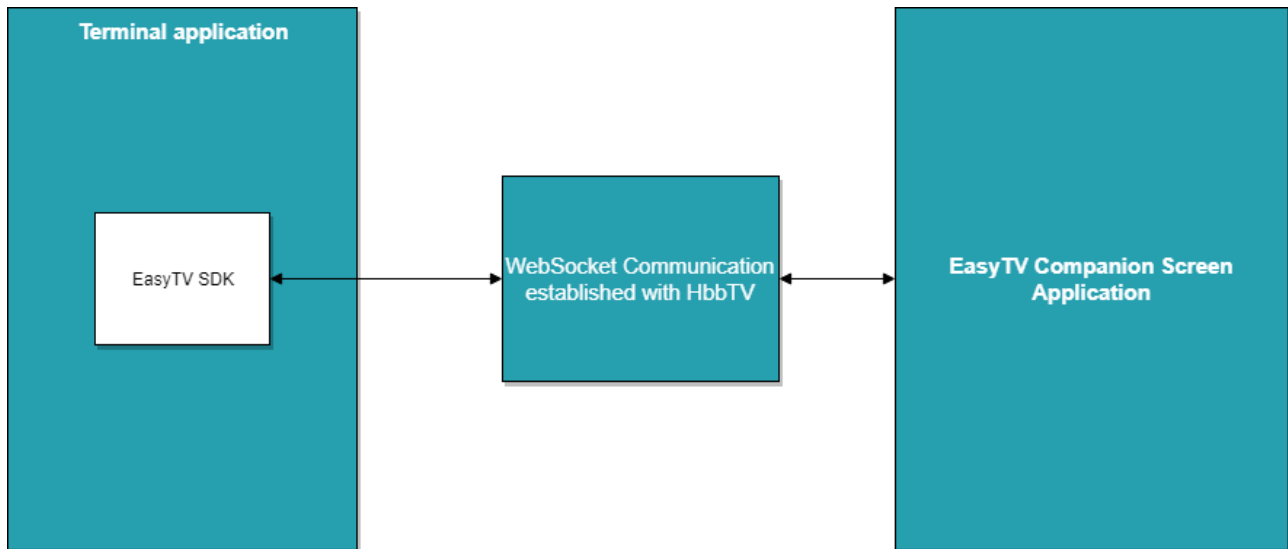 Terminal application
EasyTV SDK
WebSocket Communication
established with HbbTV
EasyTV Companion Screen
Application